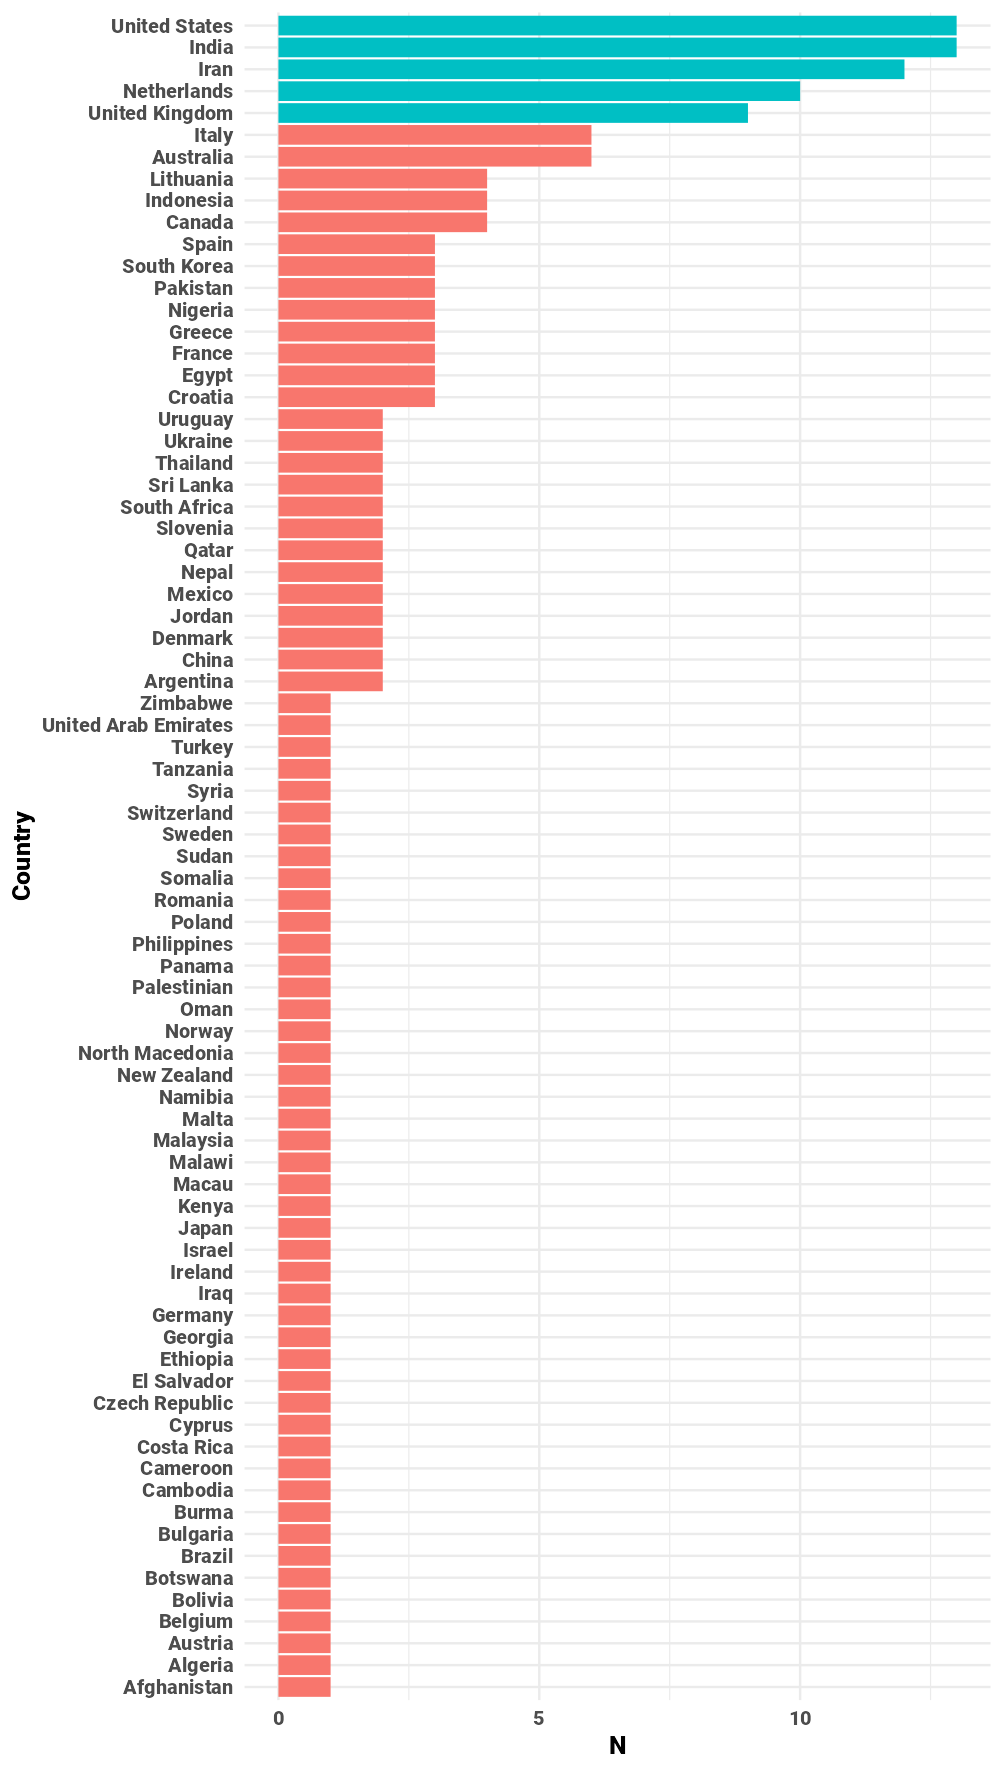 United States
India
Iran
Netherlands
United Kingdom
Italy
Australia
Lithuania
Indonesia
Canada
Spain
South Korea
Pakistan
Nigeria
Greece
France
Egypt
Croatia
Uruguay
Ukraine
Thailand
Sri Lanka
South Africa
Slovenia
Qatar
Nepal
Mexico
Jordan
Denmark
China
Argentina
Zimbabwe
United Arab Emirates
Turkey
Tanzania
Syria
Switzerland
Sweden
Sudan
Somalia
Romania
Poland
Philippines
Panama
Palestinian
Oman
Norway
North Macedonia
New Zealand
Namibia
Malta
Malaysia
Malawi
Macau
Kenya
Japan
Israel
Ireland
Iraq
Germany
Georgia
Ethiopia
El Salvador
Czech Republic
Cyprus
Costa Rica
Cameroon
Cambodia
Burma
Bulgaria
Brazil
Botswana
Bolivia
Belgium
Austria
Algeria
Afghanistan
Country
0 5 10
N